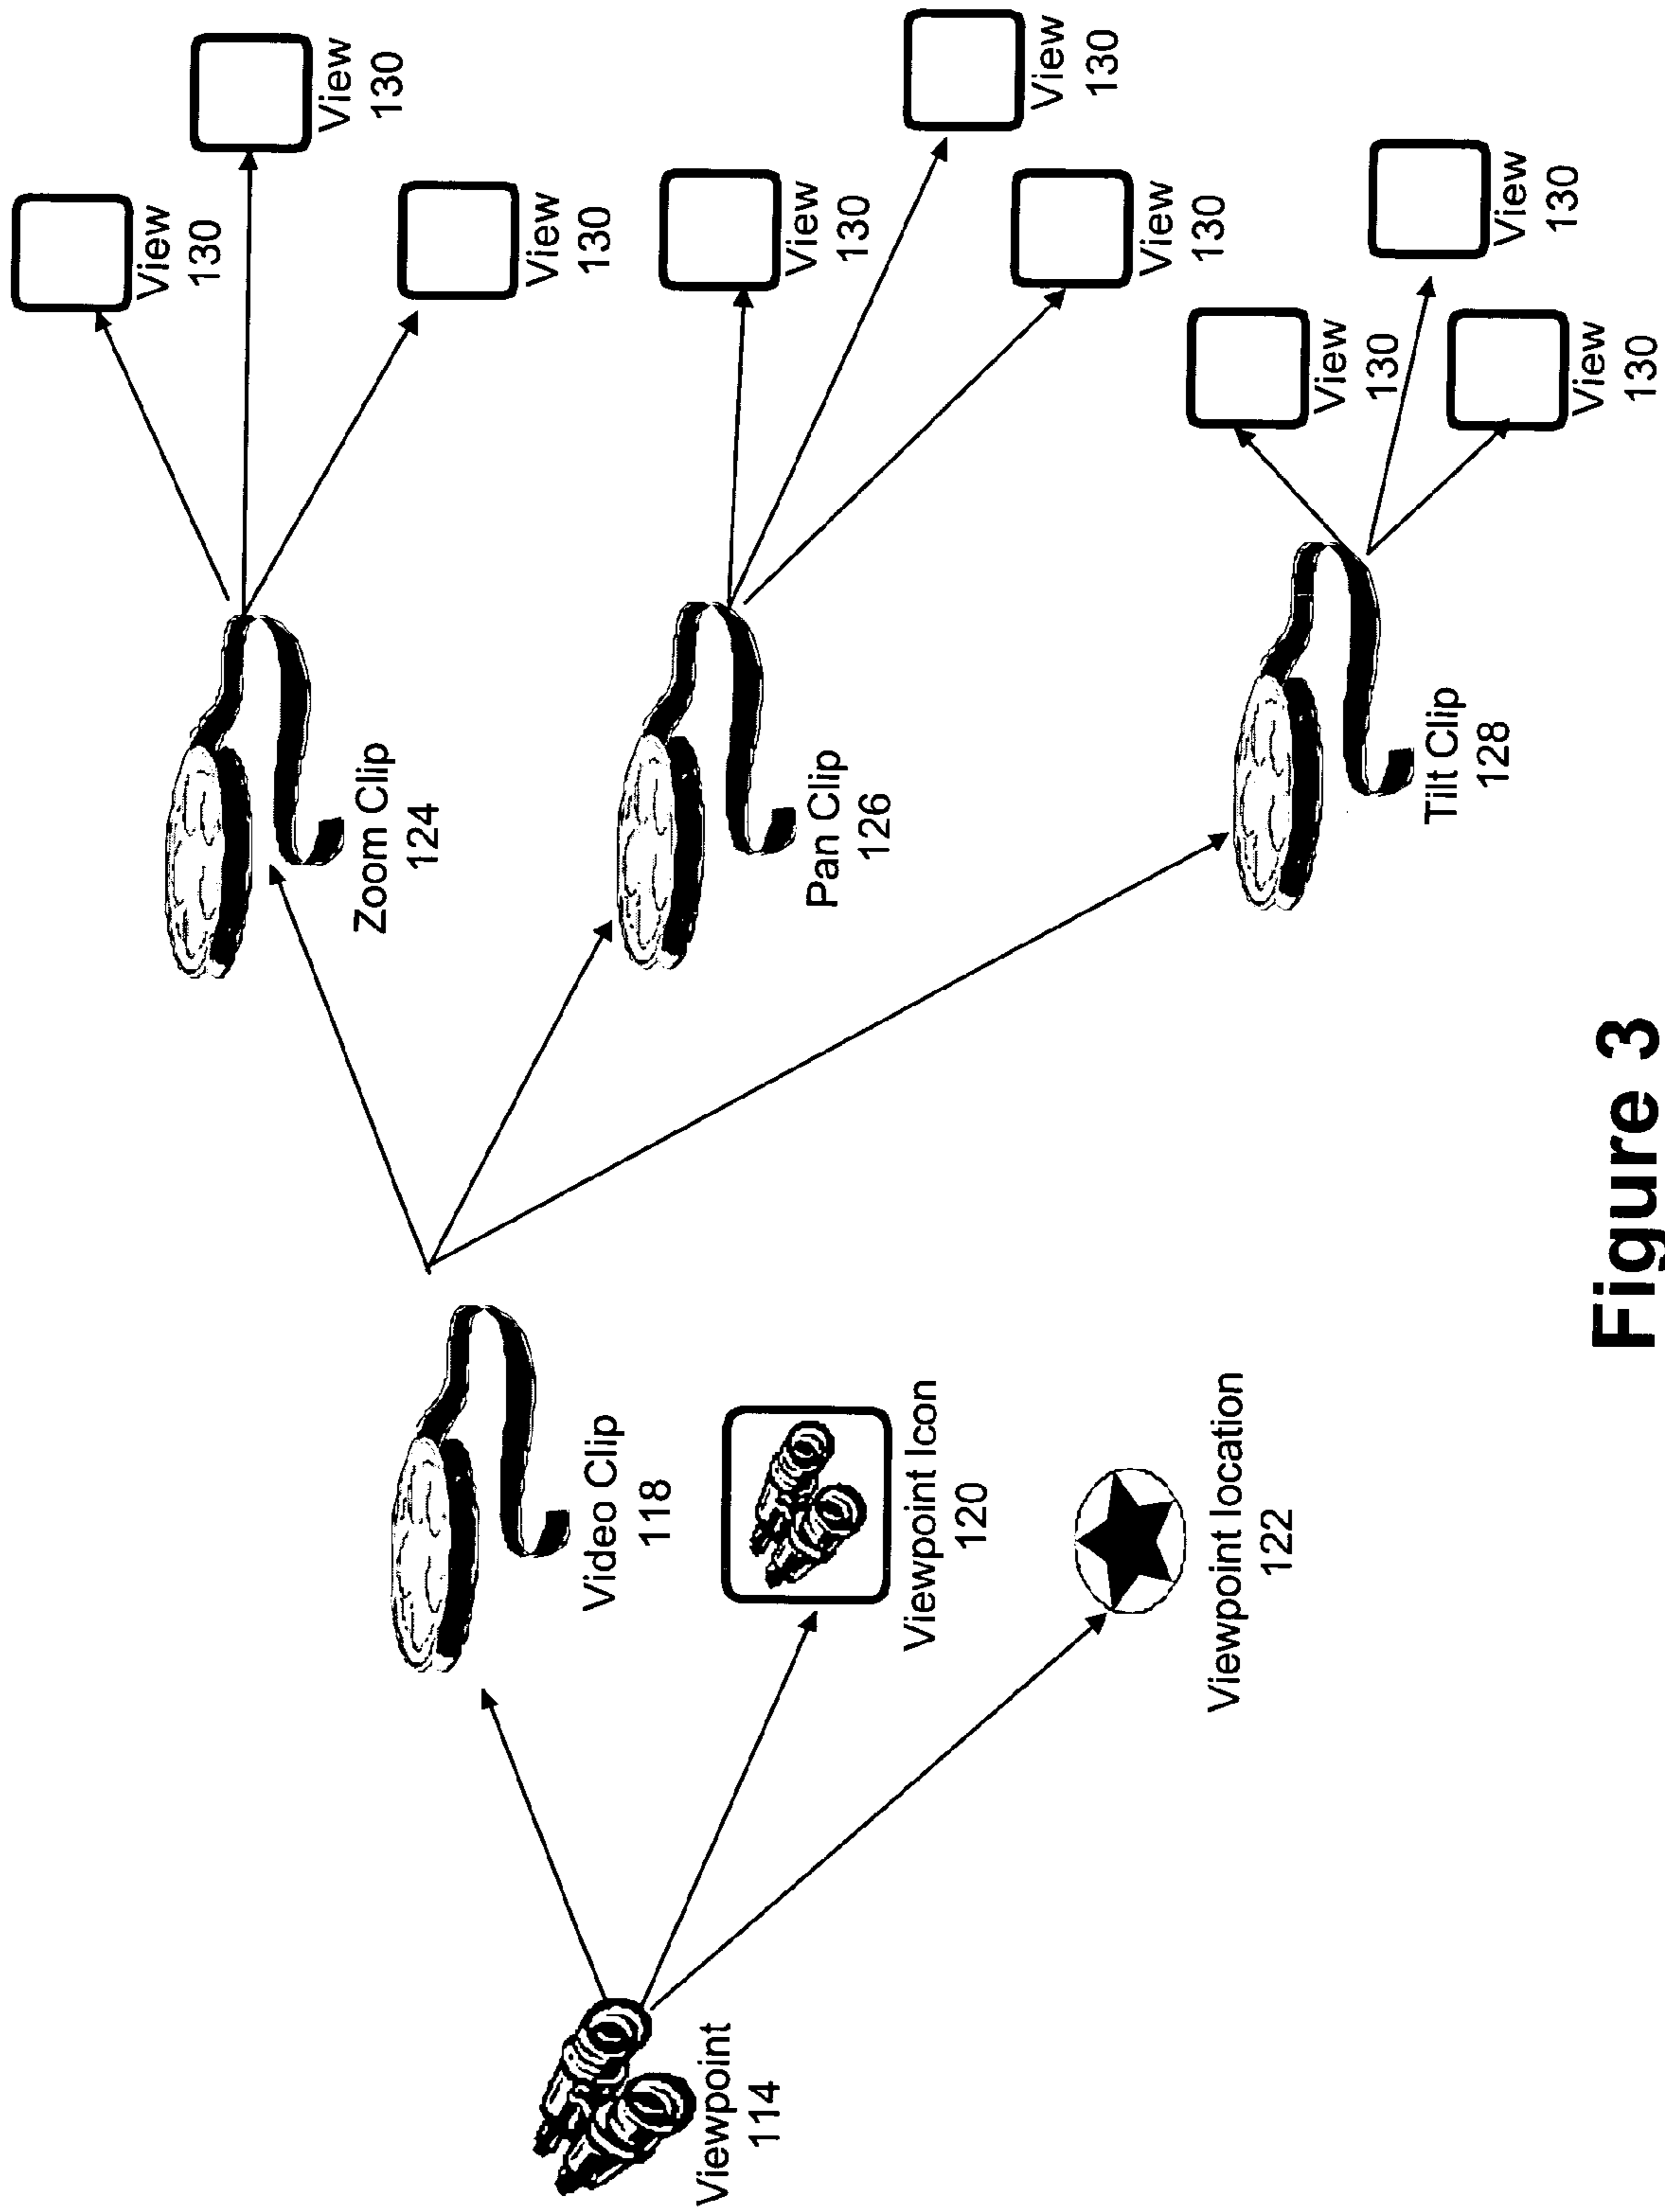 View
130
View
130
View
130
Zoom Clip
124
View
130
View
130
View
130
Pan Clip
126
View
130
View
130
View
130
Tilt Clip
128
Video Clip
118
Viewpoint Icon
120
Viewpoint location
122
Viewpoint
114
Figure 3